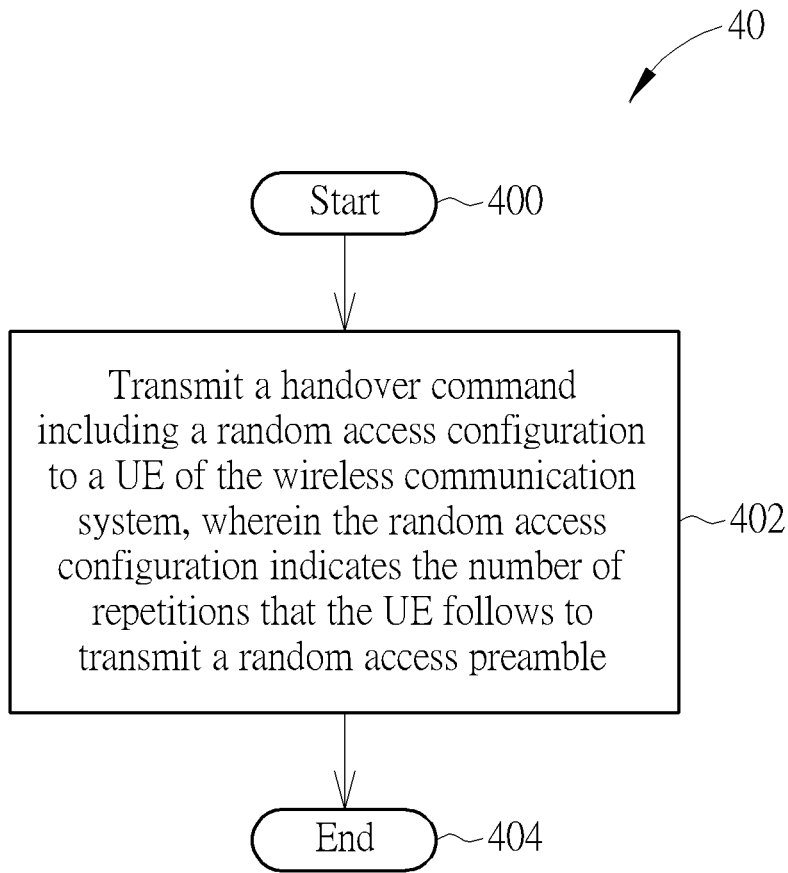 40
Start
400
Transmit a handover command
including a random access configuration
to a UE of the wireless communication
system, wherein the random access
configuration indicates the number of
repetitions that the UE follows to
transmit a random access preamble
402
End
404